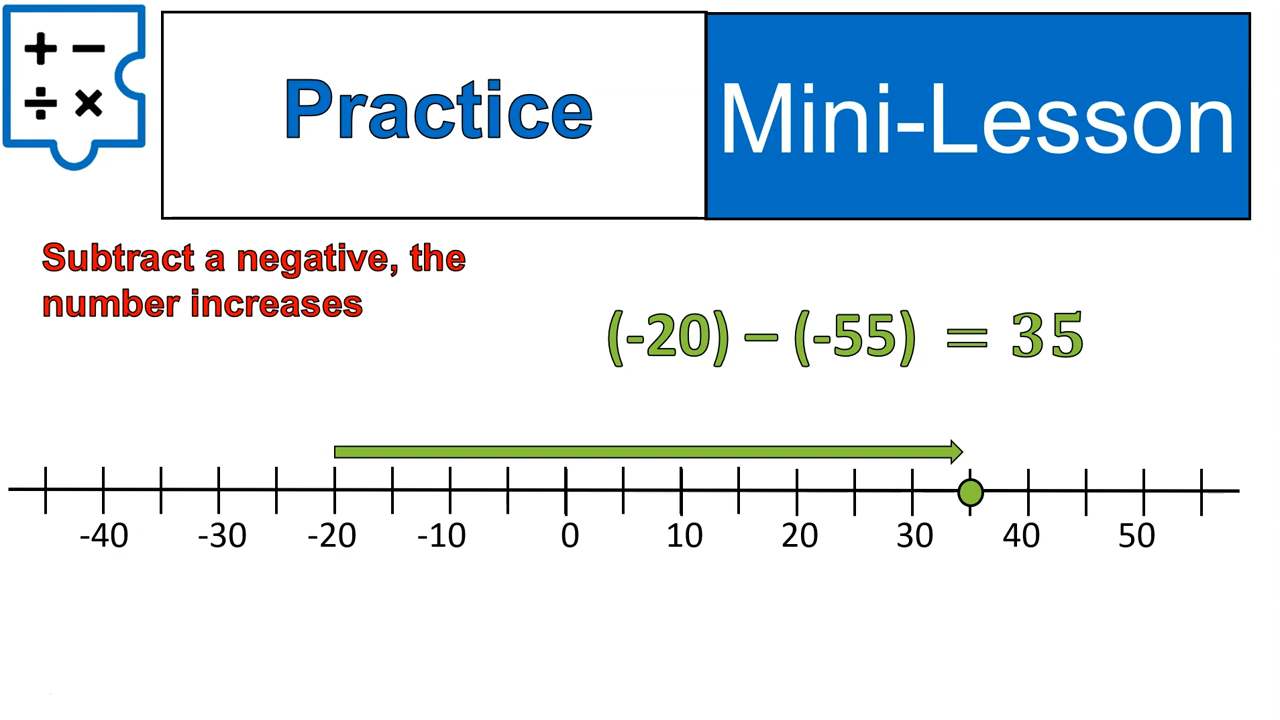 + −
÷ ×
Practice
Mini-Lesson
Subtract a negative, the
number increases
(-20) – (-55) = 35
-40 -30 -20 -10 0 10 20 30 40 50